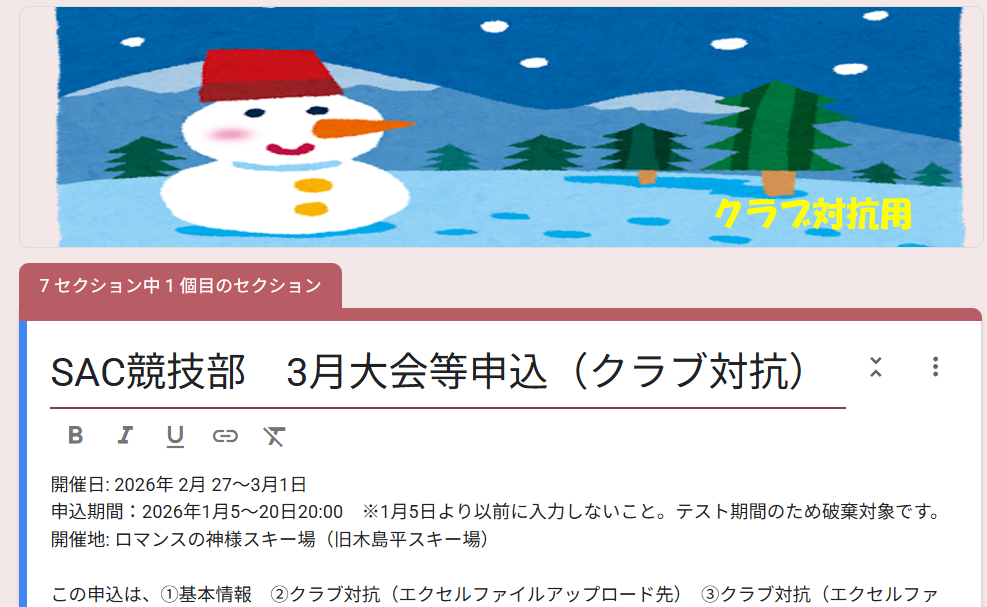 クラブ対抗用
7 セクション中 1 個目のセクション
SAC競技部　3月大会等申込（クラブ対抗）
B I U
開催日: 2026年 2月 27～3月1日
申込期間：2026年1月5～20日20:00　※1月5日より以前に入力しないこと。テスト期間のため破棄対象です。
開催地: ロマンスの神様スキー場（旧木島平スキー場）
この申込は、①基本情報　②クラブ対抗（エクセルファイルアップロード先）　③クラブ対抗（エクセルファ